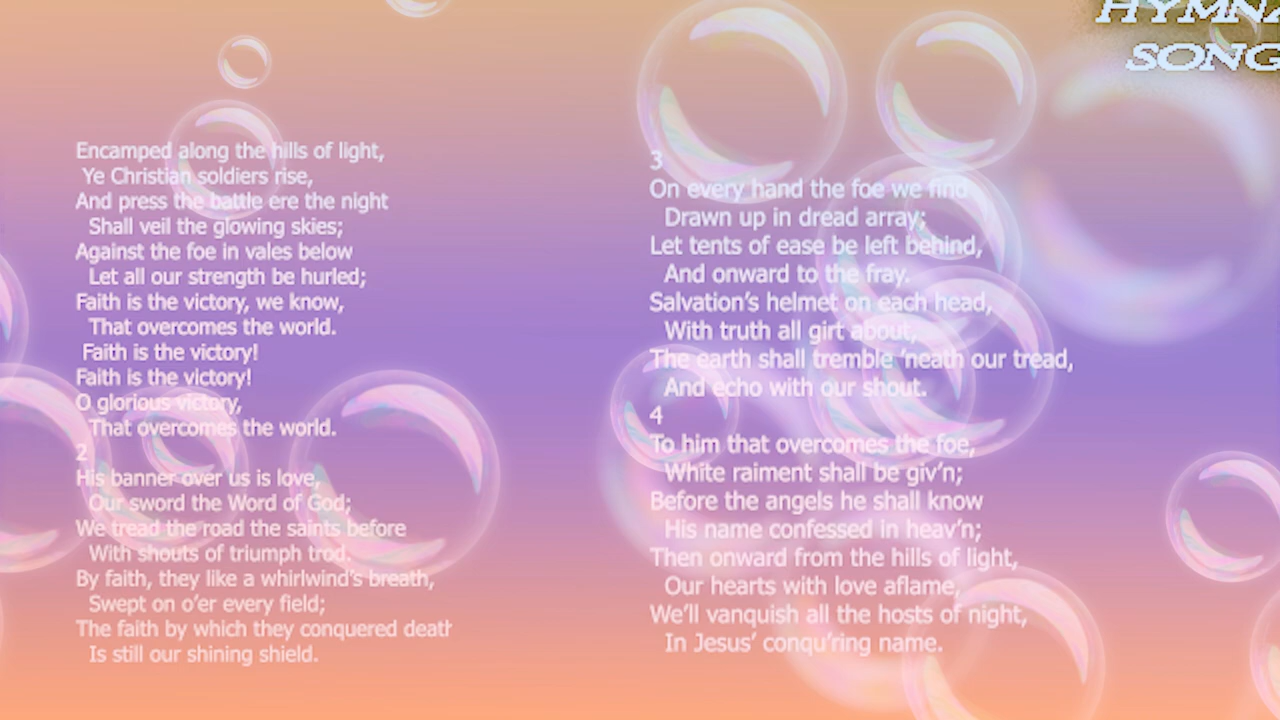 HYMNA
SONG
Encamped along the hills of light,
Ye Christian soldiers rise,
And press the battle ere the night
Shall veil the glowing skies;
Against the foe in vales below
Let all our strength be hurled;
Faith is the victory, we know,
That overcomes the world.
Faith is the victory!
Faith is the victory!
O glorious victory,
That overcomes the world.
2
His banner over us is love,
Our sword the Word of God;
We tread the road the saints before
With shouts of triumph trod.
By faith, they like a whirlwind’s breath,
Swept on o’er every field;
The faith by which they conquered death
Is still our shining shield.
3
On every hand the foe we find
Drawn up in dread array;
Let tents of ease be left behind,
And onward to the fray.
Salvation’s helmet on each head,
With truth all girt about,
The earth shall tremble ’neath our tread,
And echo with our shout.
4
To him that overcomes the foe,
White raiment shall be giv’n;
Before the angels he shall know
His name confessed in heav’n;
Then onward from the hills of light,
Our hearts with love aflame,
We’ll vanquish all the hosts of night,
In Jesus’ conqu’ring name.